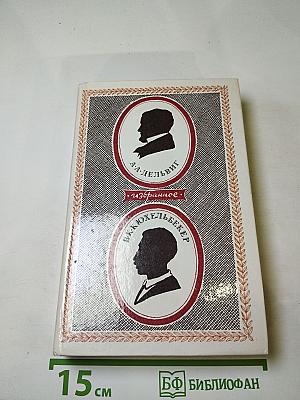 А.А.ДЕЛЬВИГ
избранное
В.К.КЮХЕЛЬБЕКЕР
15 см
БФ БИБЛИОФАН